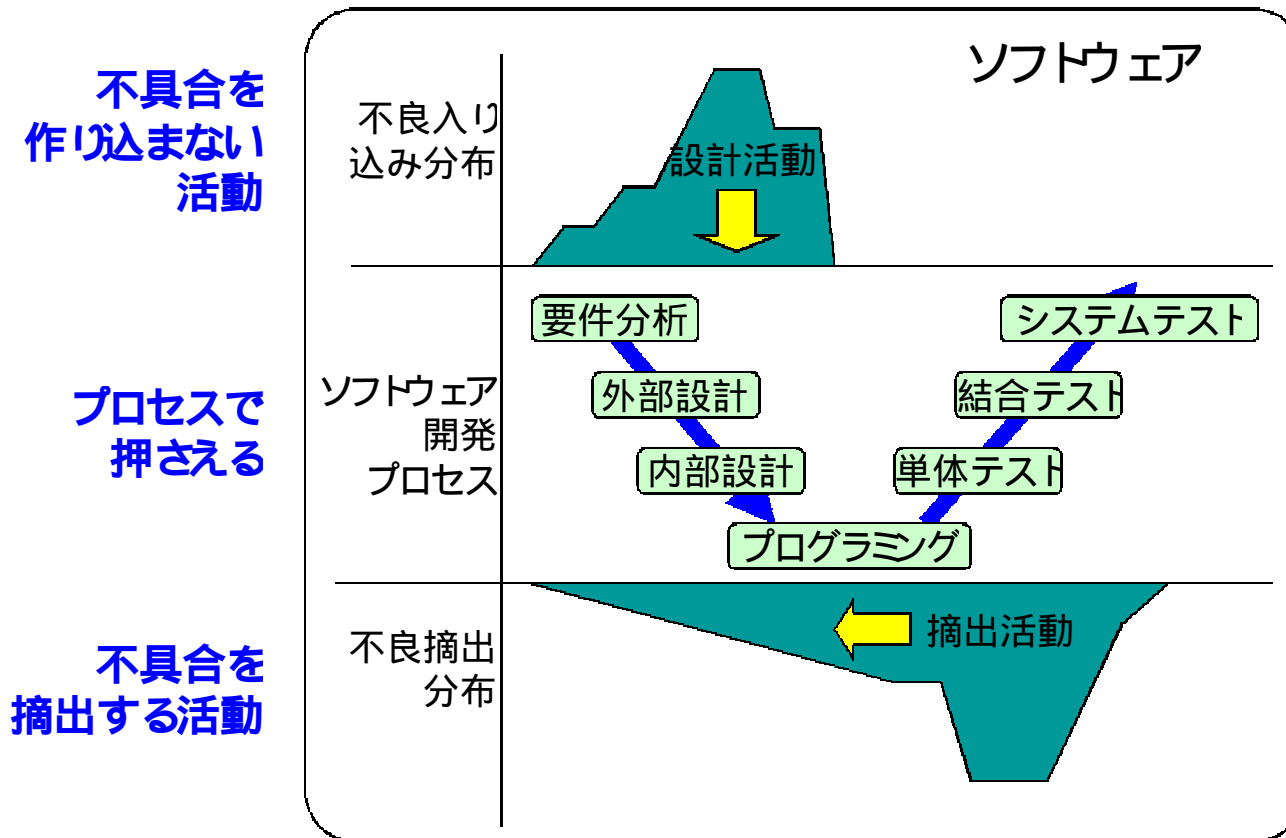 ソフトウェア
不具合を
作り込まない
活動
不良入り
込み分布
設計活動
プロセスで
押さえる
ソフトウェア
開発
プロセス
要件分析
外部設計
内部設計
プログラミング
単体テスト
結合テスト
システムテスト
不具合を
摘出する活動
不良摘出
分布
摘出活動